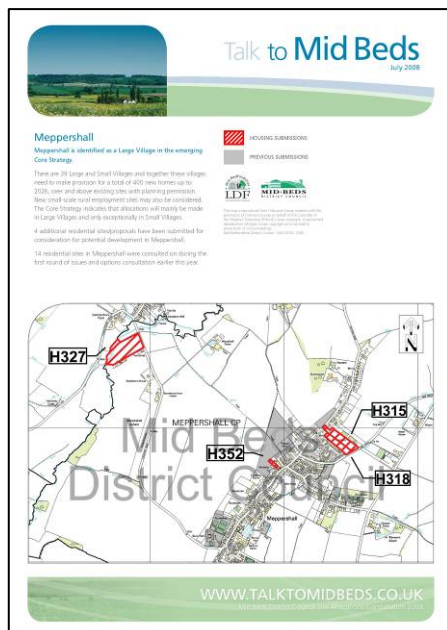 Talk to Mid Beds
July 2008
Meppershall
Meppershall is identified as a Large Village in the emerging
Core Strategy.
There are 39 Large and Small Villages and together these villages
need to make provision for a total of 400 new homes up to
2026, over and above existing sites with planning permission.
New small-scale rural employment sites may also be considered.
The Core Strategy indicates that allocations will mainly be made
in Large Villages and only exceptionally in Small Villages.
4 additional residential sites/proposals have been submitted for
consideration for potential development in Meppershall.
14 residential sites in Meppershall were consulted on during the
first round of issues and options consultation earlier this year.
HOUSING SUBMISSIONS
PREVIOUS SUBMISSIONS
LDF
MID-BEDS
DISTRICT COUNCIL
H327
MEPPERSHALL CP
H315
H352
H318
Mid Beds
District Council
Meppershall
N
WWW.TALKTOMIDBEDS.CO.UK